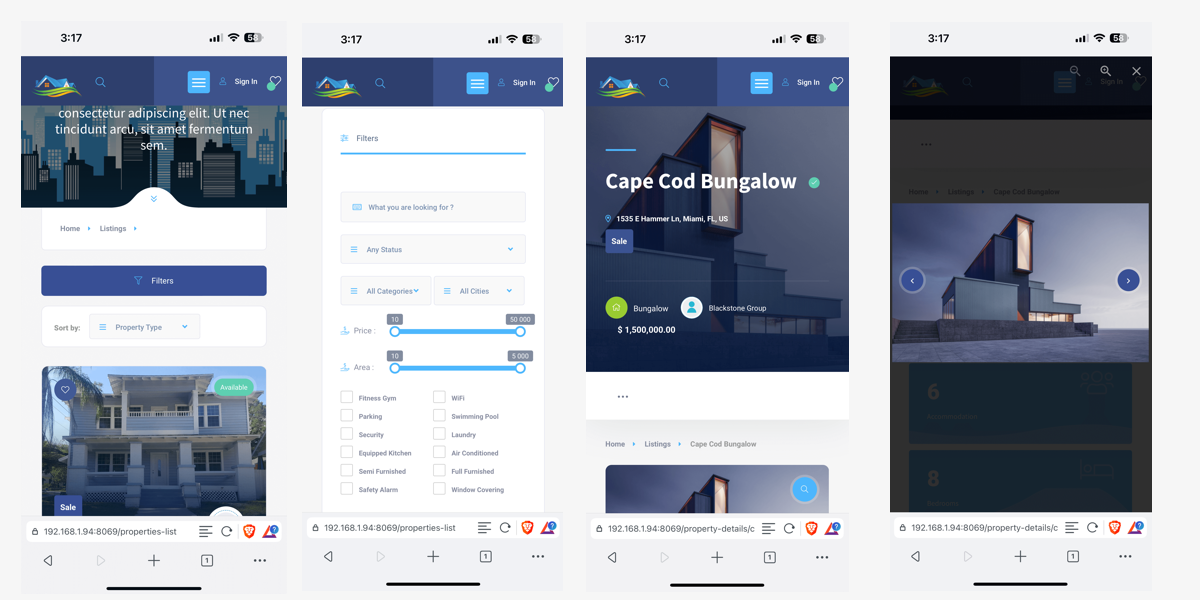 3:17
58
Sign In
consectetur adipiscing elit. Ut nec
tincidunt arcu, sit amet fermentum
sem.
Home
Listings
Filters
Sort by:
Property Type
Available
Sale
192.168.1.94:8069/properties-list
1
3:17
58
Sign In
Filters
What you are looking for ?
Any Status
All Categories
All Cities
10
50 000
Price :
10
5 000
Area :
Fitness Gym
WiFi
Parking
Swimming Pool
Security
Laundry
Equipped Kitchen
Air Conditioned
Semi Furnished
Full Furnished
Safety Alarm
Window Covering
192.168.1.94:8069/properties-list
1
3:17
58
Sign In
Cape Cod Bungalow
1535 E Hammer Ln, Miami, FL, US
Sale
Bungalow
Blackstone Group
$ 1,500,000.00
Home
Listings
Cape Cod Bungalow
192.168.1.94:8069/property-details/c
1
3:17
58
Sign In
Home
Listings
Cape Cod Bungalow
6
8
192.168.1.94:8069/property-details/c
1